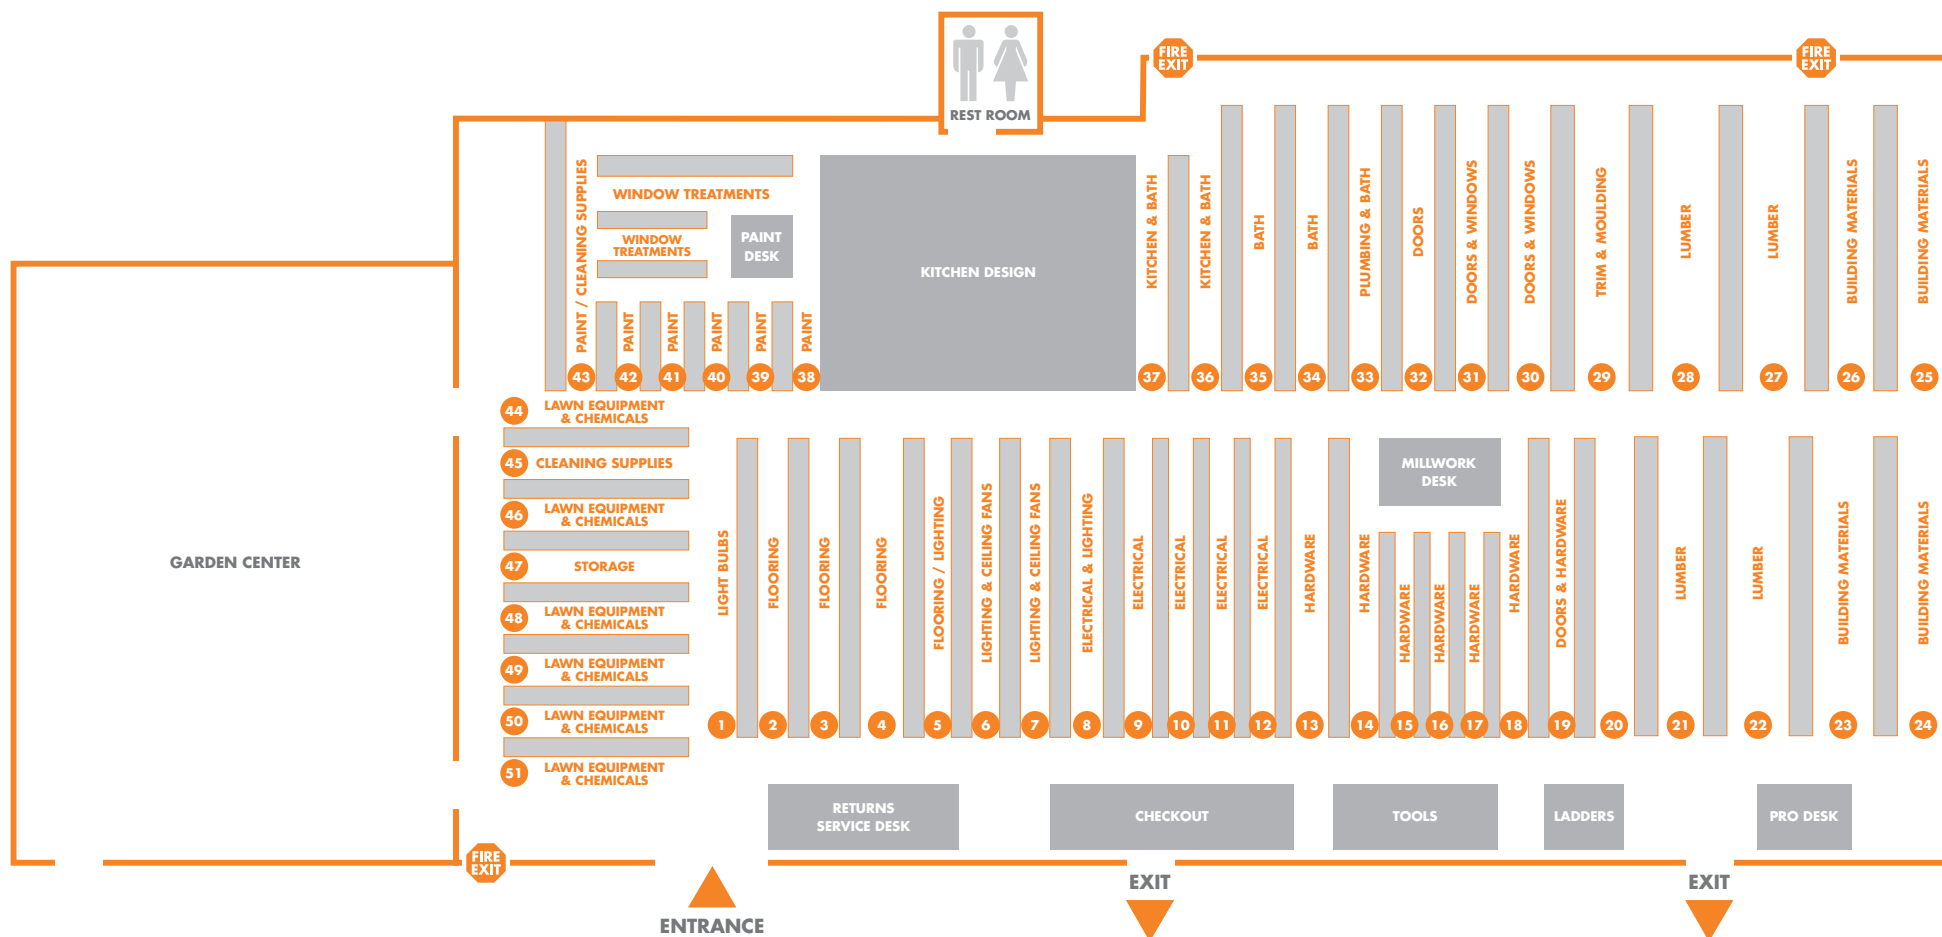 REST ROOM
FIRE
EXIT
FIRE
EXIT
PAINT / CLEANING SUPPLIES
43
WINDOW TREATMENTS
WINDOW
TREATMENTS
PAINT
DESK
PAINT
42
PAINT
41
PAINT
40
PAINT
39
PAINT
38
KITCHEN DESIGN
KITCHEN & BATH
37
KITCHEN & BATH
36
BATH
35
BATH
34
PLUMBING & BATH
33
DOORS
32
DOORS & WINDOWS
31
DOORS & WINDOWS
30
TRIM & MOULDING
29
LUMBER
28
LUMBER
27
BUILDING MATERIALS
26
BUILDING MATERIALS
25
GARDEN CENTER
44
LAWN EQUIPMENT
& CHEMICALS
45
CLEANING SUPPLIES
46
LAWN EQUIPMENT
& CHEMICALS
47
STORAGE
48
LAWN EQUIPMENT
& CHEMICALS
49
LAWN EQUIPMENT
& CHEMICALS
50
LAWN EQUIPMENT
& CHEMICALS
51
LAWN EQUIPMENT
& CHEMICALS
LIGHT BULBS
1
FLOORING
2
FLOORING
3
FLOORING
4
FLOORING / LIGHTING
5
LIGHTING & CEILING FANS
6
LIGHTING & CEILING FANS
7
ELECTRICAL & LIGHTING
8
ELECTRICAL
9
ELECTRICAL
10
ELECTRICAL
11
ELECTRICAL
12
HARDWARE
13
HARDWARE
14
MILLWORK
DESK
HARDWARE
15
HARDWARE
16
HARDWARE
17
HARDWARE
18
DOORS & HARDWARE
19
20
LUMBER
21
LUMBER
22
BUILDING MATERIALS
23
BUILDING MATERIALS
24
RETURNS
SERVICE DESK
CHECKOUT
TOOLS
LADDERS
PRO DESK
FIRE
EXIT
ENTRANCE
EXIT
EXIT